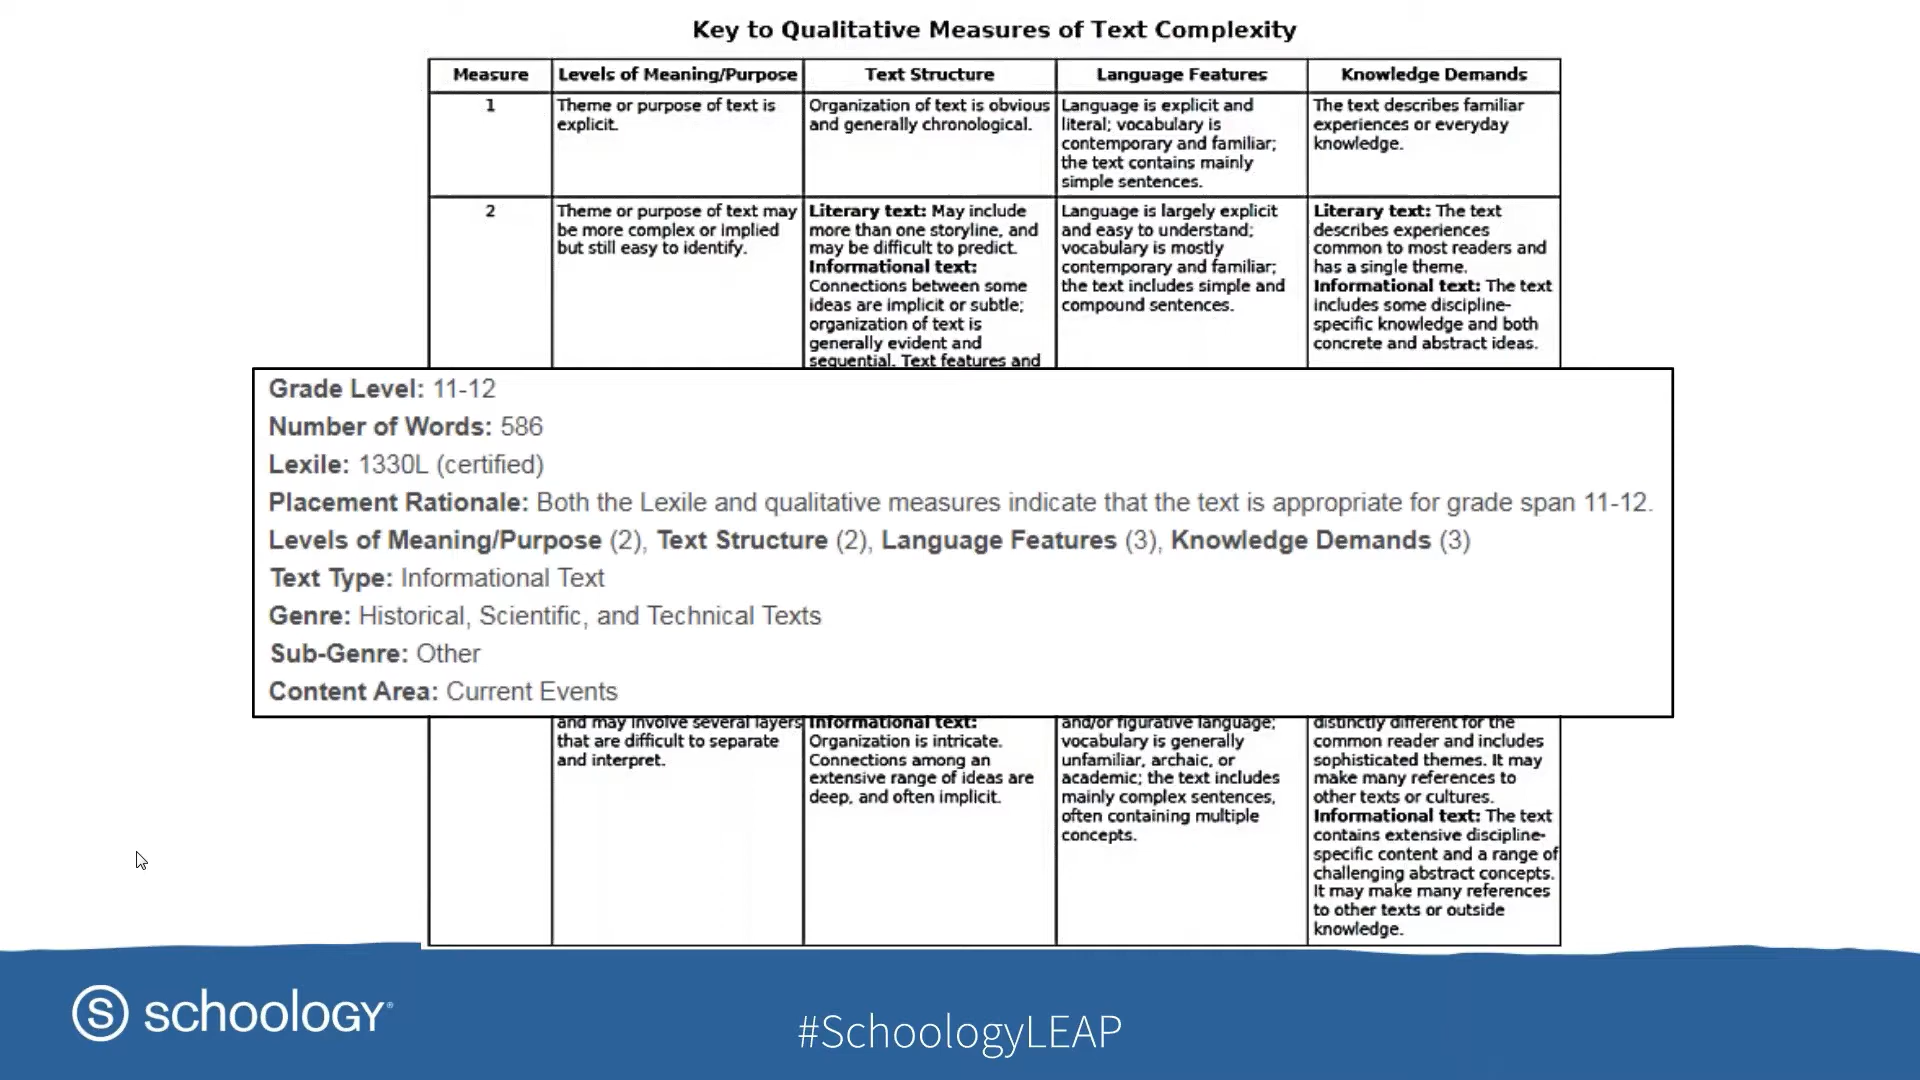 Key to Qualitative Measures of Text Complexity
Measure
Levels of Meaning/Purpose
Text Structure
Language Features
Knowledge Demands
1
Theme or purpose of text is
explicit.
Organization of text is obvious
and generally chronological.
Language is explicit and
literal; vocabulary is
contemporary and familiar;
the text contains mainly
simple sentences.
The text describes familiar
experiences or everyday
knowledge.
2
Theme or purpose of text may
be more complex or implied
but still easy to identify.
Literary text: May include
more than one storyline, and
may be difficult to predict.
Informational text:
Connections between some
ideas are implicit or subtle;
organization of text is
generally evident and
sequential. Text features and
Language is largely explicit
and easy to understand;
vocabulary is mostly
contemporary and familiar;
the text includes simple and
compound sentences.
Literary text: The text
describes experiences
common to most readers and
has a single theme.
Informational text: The text
includes some discipline-
specific knowledge and both
concrete and abstract ideas.
Grade Level: 11-12
Number of Words: 586
Lexile: 1330L (certified)
Placement Rationale: Both the Lexile and qualitative measures indicate that the text is appropriate for grade span 11-12.
Levels of Meaning/Purpose (2), Text Structure (2), Language Features (3), Knowledge Demands (3)
Text Type: Informational Text
Genre: Historical, Scientific, and Technical Texts
Sub-Genre: Other
Content Area: Current Events
and may involve several layers
that are difficult to separate
and interpret.
Informational text:
Organization is intricate.
Connections among an
extensive range of ideas are
deep, and often implicit.
and/or figurative language;
vocabulary is generally
unfamiliar, archaic, or
academic; the text includes
mainly complex sentences,
often containing multiple
concepts.
distinctly different for the
common reader and includes
sophisticated themes. It may
make many references to
other texts or cultures.
Informational text: The text
contains extensive discipline-
specific content and a range of
challenging abstract concepts.
It may make many references
to other texts or outside
knowledge.
S schoology®
#SchoologyLEAP